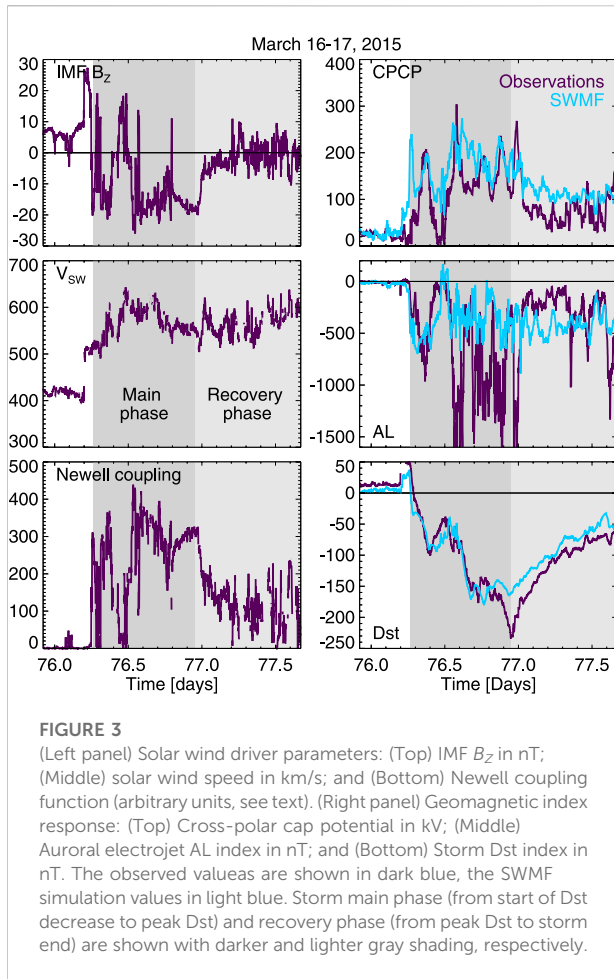 March 16-17, 2015
IMF BZ
30
20
10
0
-10
-20
30
VSW
600
500
400
300
Main phase
Recovery phase
Newell coupling
500
400
300
200
100
0
76.0 76.5 77.0 77.5
Time [days]
CPCP
Observations
SWMF
400
300
200
100
0
0
-500
-1000
-1500
AL
50
0
-50
-100
-150
-200
-250
Dst
76.0 76.5 77.0 77.5
Time [Days]
FIGURE 3
(Left panel) Solar wind driver parameters: (Top) IMF BZ in nT;
(Middle) solar wind speed in km/s; and (Bottom) Newell coupling
function (arbitrary units, see text). (Right panel) Geomagnetic index
response: (Top) Cross-polar cap potential in kV; (Middle)
Auroral electrojet AL index in nT; and (Bottom) Storm Dst index in
nT. The observed valueas are shown in dark blue, the SWMF
simulation values in light blue. Storm main phase (from start of Dst
decrease to peak Dst) and recovery phase (from peak Dst to storm
end) are shown with darker and lighter gray shading, respectively.